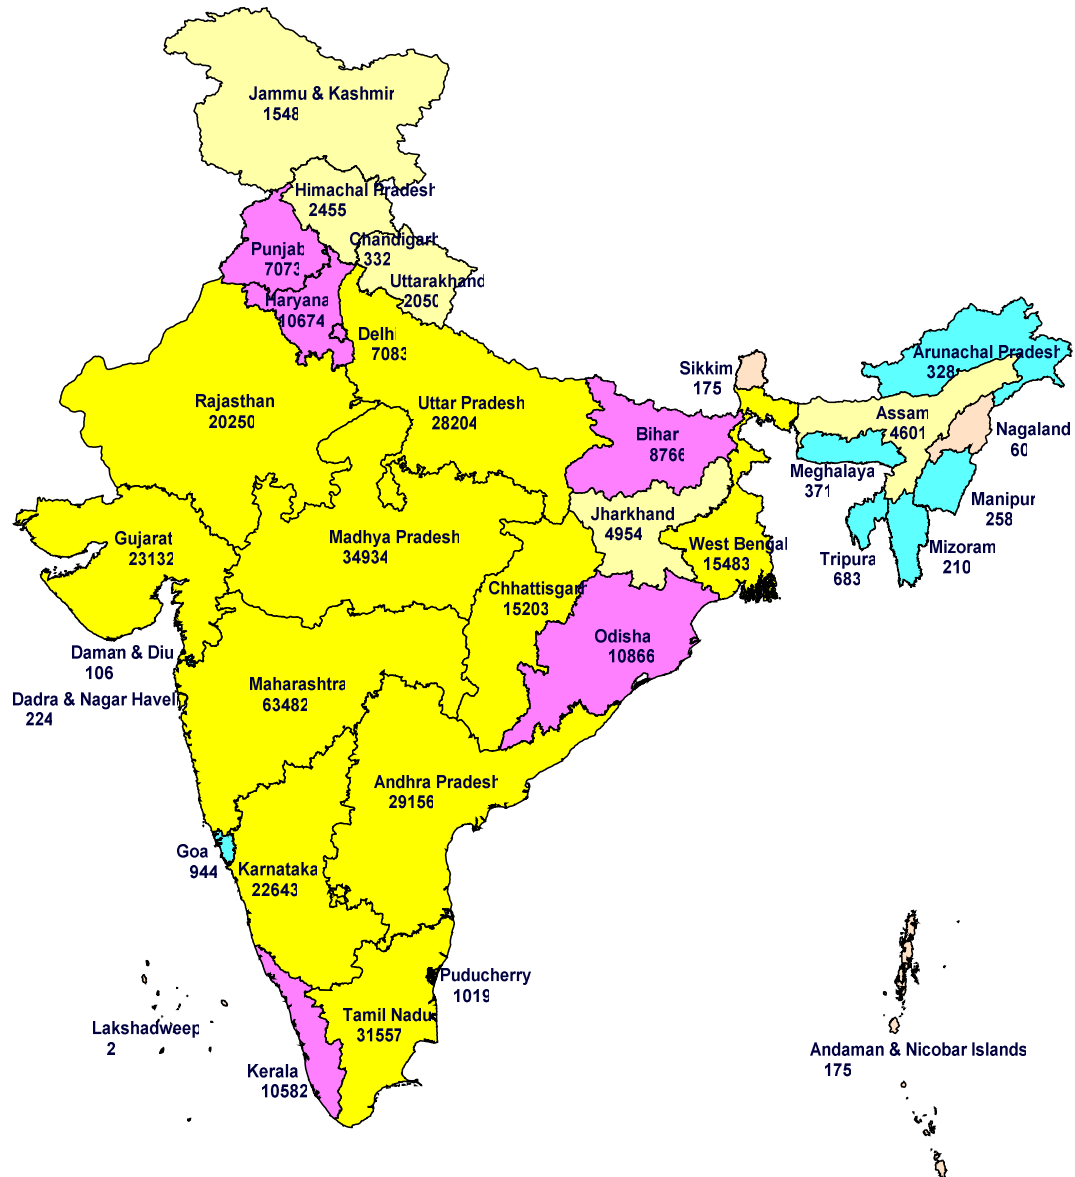 Jammu & Kashmir
1548
Himachal Pradesh
2455
Chandigarh
332
Punjab
7073
Uttarakhand
2050
Haryana
10674
Delhi
7083
Rajasthan
20250
Uttar Pradesh
28204
Sikkim
175
Arunachal Pradesh
328
Assam
4601
Nagaland
60
Bihar
8766
Meghalaya
371
Manipur
258
Jharkhand
4954
Gujarat
23132
Madhya Pradesh
34934
West Bengal
15483
Tripura
683
Mizoram
210
Chhattisgarh
15203
Odisha
10866
Daman & Diu
106
Dadra & Nagar Haveli
224
Maharashtra
63482
Andhra Pradesh
29156
Goa
944
Karnataka
22643
Puducherry
1019
Lakshadweep
2
Tamil Nadu
31557
Kerala
10582
Andaman & Nicobar Islands
175